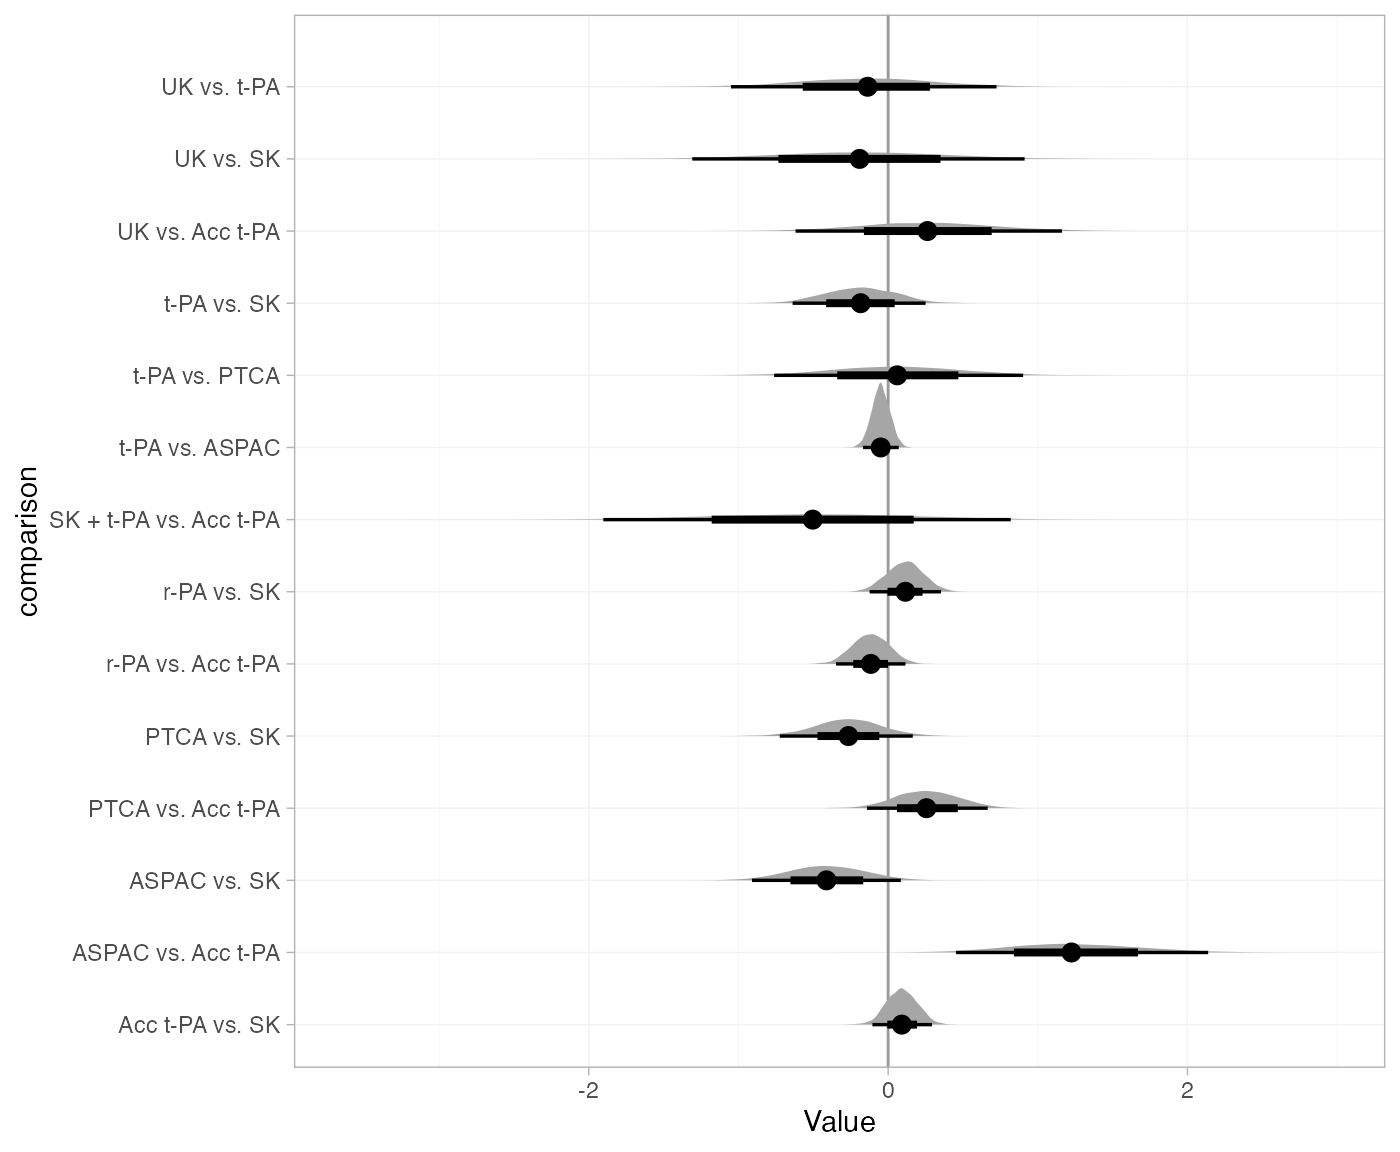 UK vs. t-PA
UK vs. SK
UK vs. Acc t-PA
t-PA vs. SK
t-PA vs. PTCA
t-PA vs. ASPAC
SK + t-PA vs. Acc t-PA
r-PA vs. SK
r-PA vs. Acc t-PA
PTCA vs. SK
PTCA vs. Acc t-PA
ASPAC vs. SK
ASPAC vs. Acc t-PA
Acc t-PA vs. SK
comparison
-2 0 2
Value